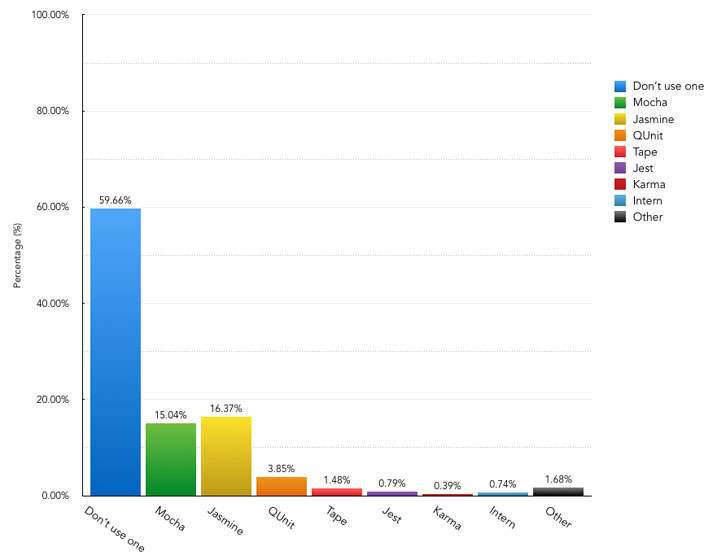 100.00%
80.00%
60.00%
40.00%
20.00%
0.00%
Percentage (%)
59.66%
15.04%
16.37%
3.85%
1.48%
0.79%
0.39%
0.74%
1.68%
Don't use one
Mocha
Jasmine
QUnit
Tape
Jest
Karma
Intern
Other
Don't use one
Mocha
Jasmine
QUnit
Tape
Jest
Karma
Intern
Other